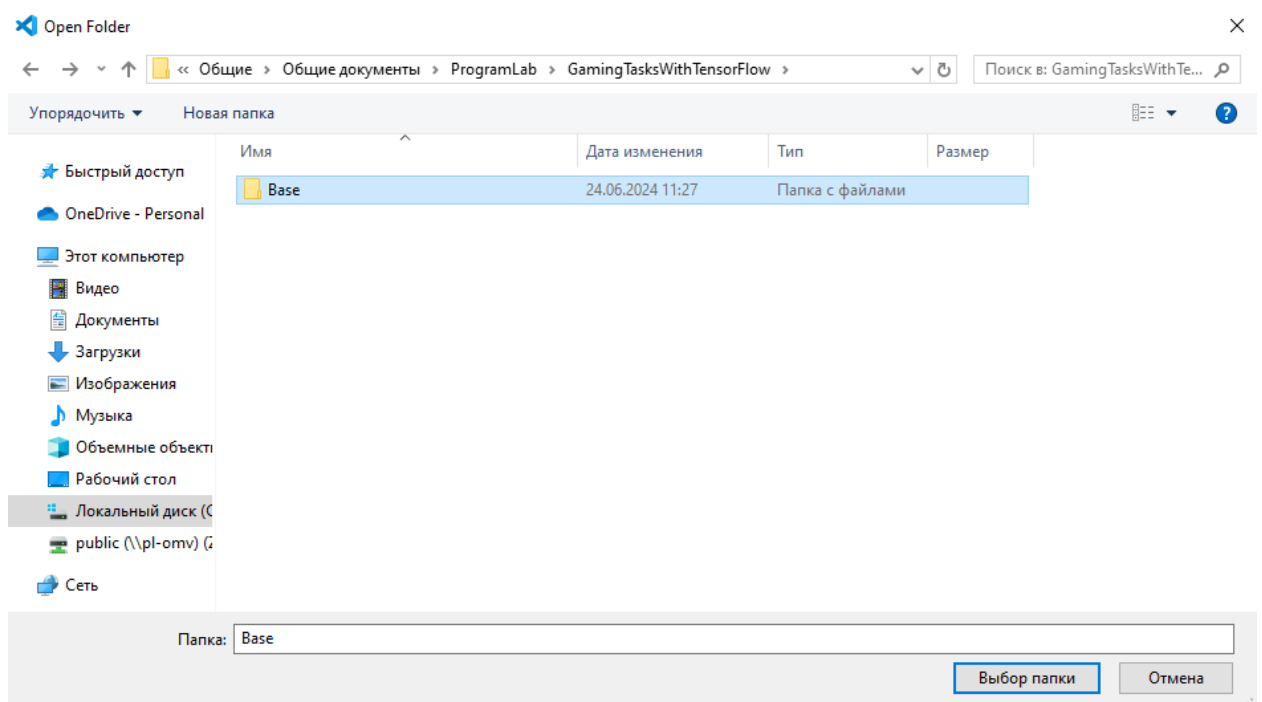 Open Folder
« Общие › Общие документы › ProgramLab › GamingTasksWithTensorFlow ›
Поиск в: GamingTasksWithTe...
Упорядочить
Новая папка
Имя
Дата изменения
Тип
Размер
Быстрый доступ
OneDrive - Personal
Этот компьютер
Видео
Документы
Загрузки
Изображения
Музыка
Объемные объекты
Рабочий стол
Локальный диск (C
public (\\pl-omv) (Z
Сеть
Base
24.06.2024 11:27
Папка с файлами
Папка:
Base
Выбор папки
Отмена